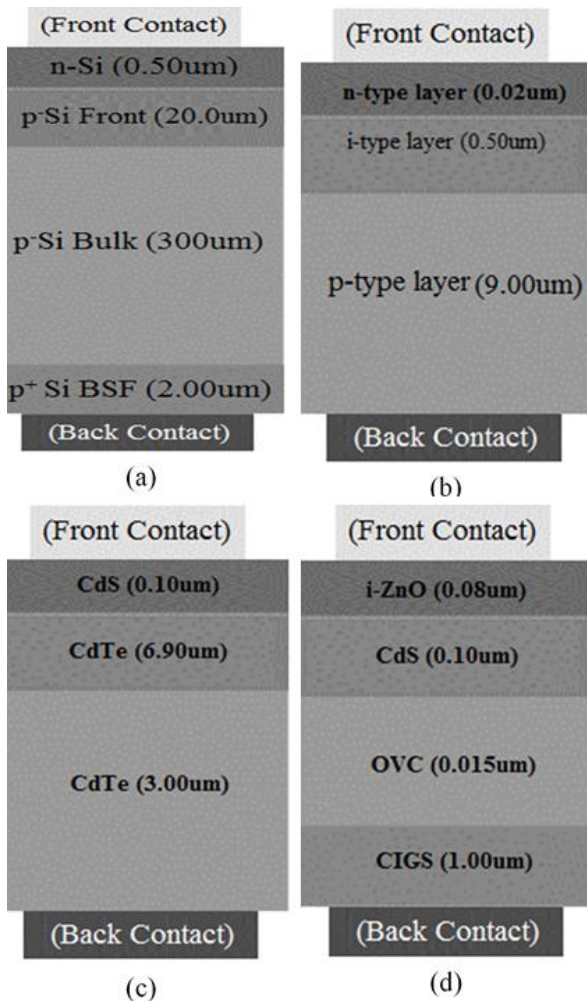 (Front Contact)
n-Si (0.50um)
p⁻Si Front (20.0um)
p⁻Si Bulk (300um)
p⁺ Si BSF (2.00um)
(Back Contact)
(a)
(Front Contact)
n-type layer (0.02um)
i-type layer (0.50um)
p-type layer (9.00um)
(Back Contact)
(b)
(Front Contact)
CdS (0.10um)
CdTe (6.90um)
CdTe (3.00um)
(Back Contact)
(c)
(Front Contact)
i-ZnO (0.08um)
CdS (0.10um)
OVC (0.015um)
CIGS (1.00um)
(Back Contact)
(d)